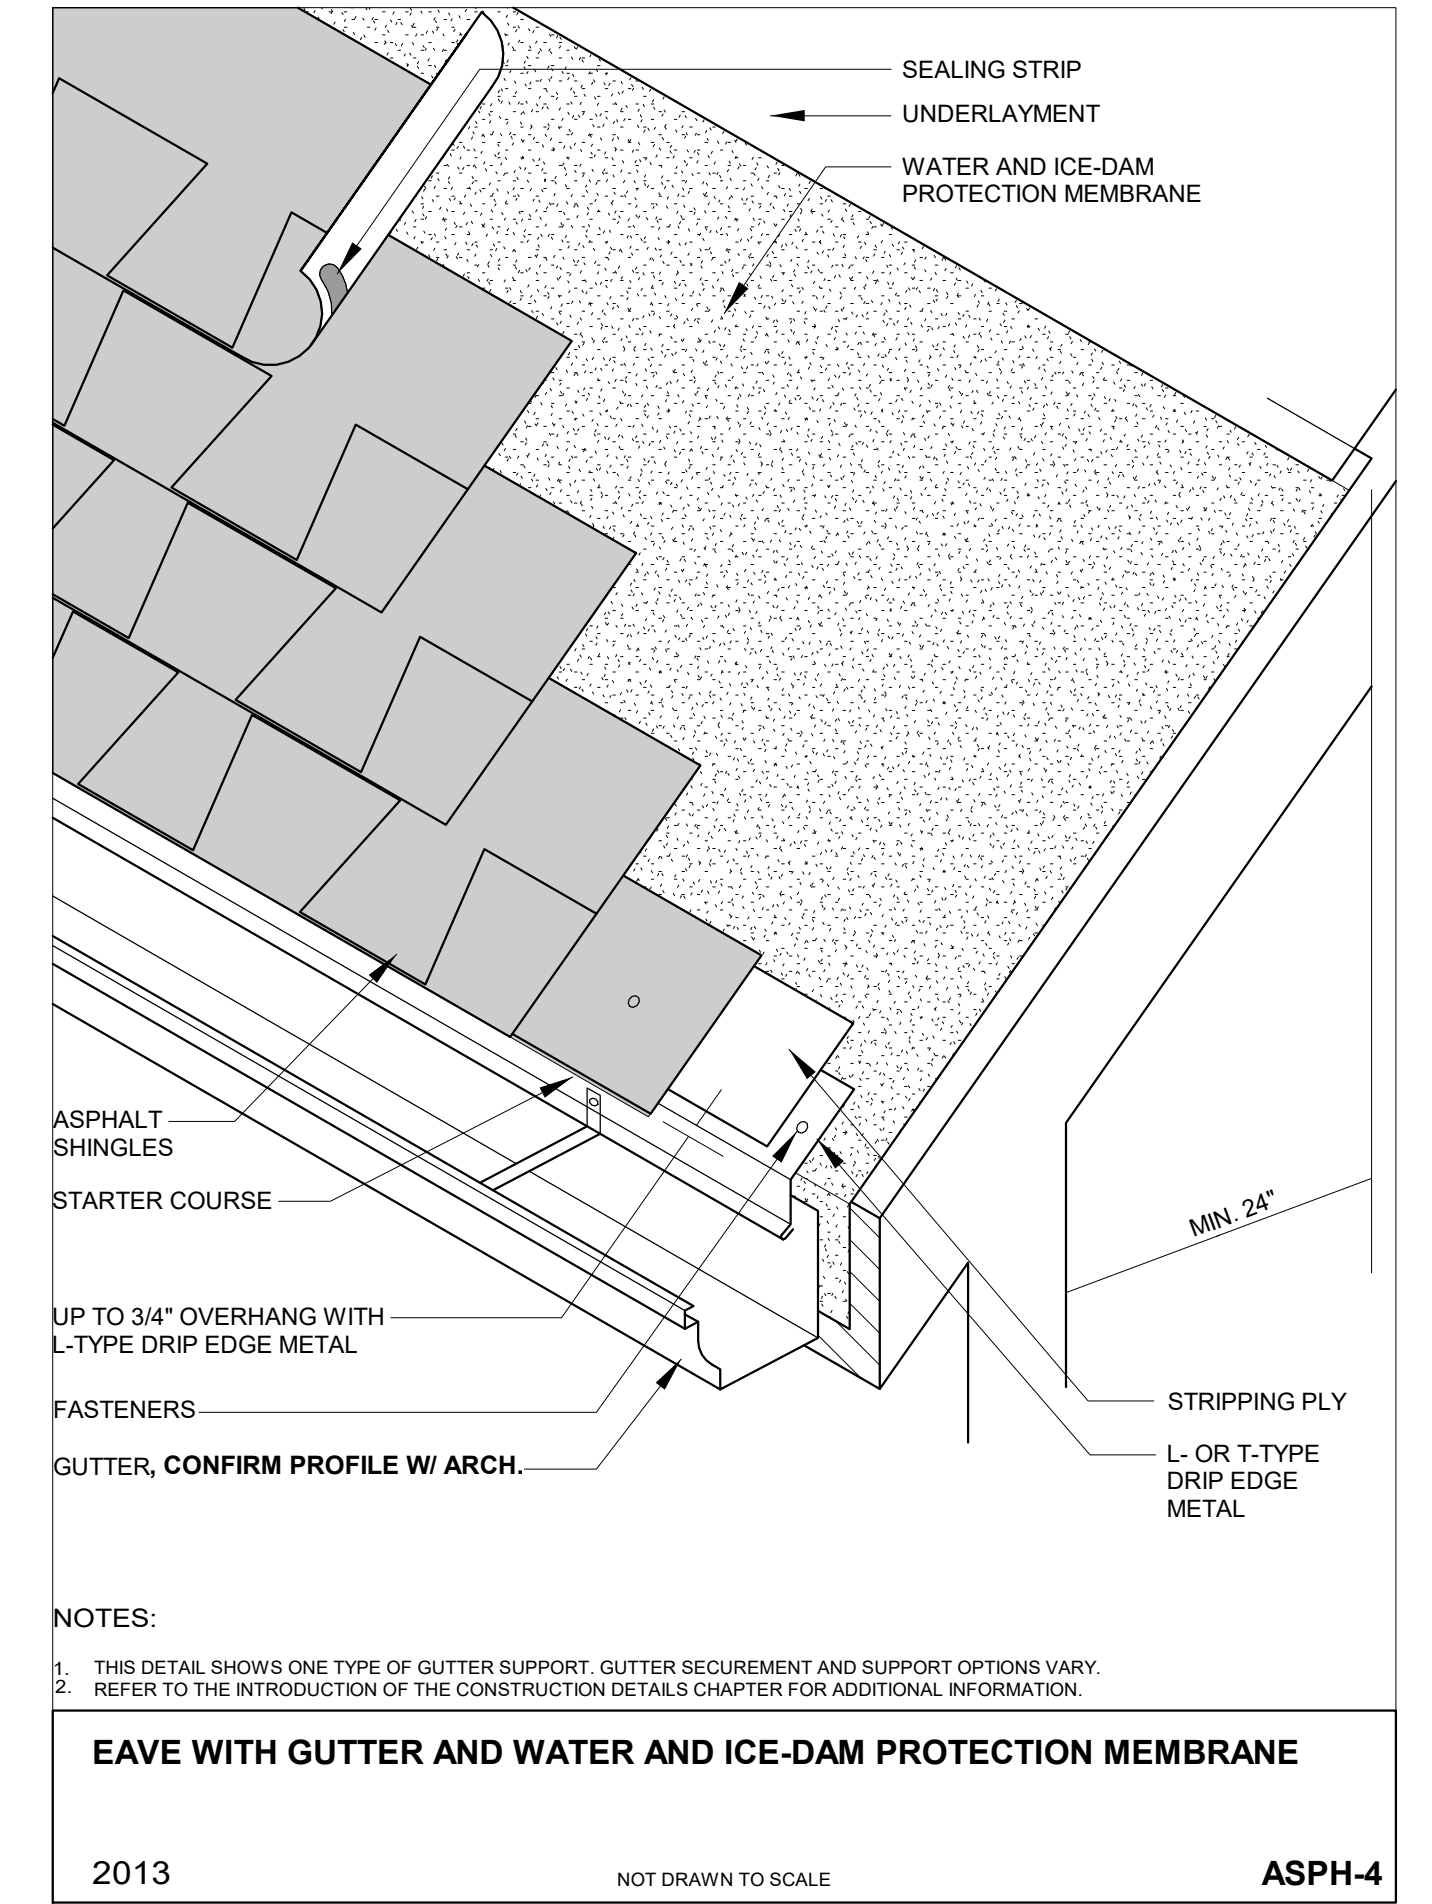 SEALING STRIP
UNDERLAYMENT
WATER AND ICE-DAM
PROTECTION MEMBRANE
ASPHALT
SHINGLES
STARTER COURSE
MIN. 24"
UP TO 3/4" OVERHANG WITH
L-TYPE DRIP EDGE METAL
FASTENERS
GUTTER, CONFIRM PROFILE W/ ARCH.
STRIPPING PLY
L- OR T-TYPE
DRIP EDGE
METAL
NOTES:
1. THIS DETAIL SHOWS ONE TYPE OF GUTTER SUPPORT. GUTTER SECUREMENT AND SUPPORT OPTIONS VARY.
2. REFER TO THE INTRODUCTION OF THE CONSTRUCTION DETAILS CHAPTER FOR ADDITIONAL INFORMATION.
EAVE WITH GUTTER AND WATER AND ICE-DAM PROTECTION MEMBRANE
2013
NOT DRAWN TO SCALE
ASPH-4